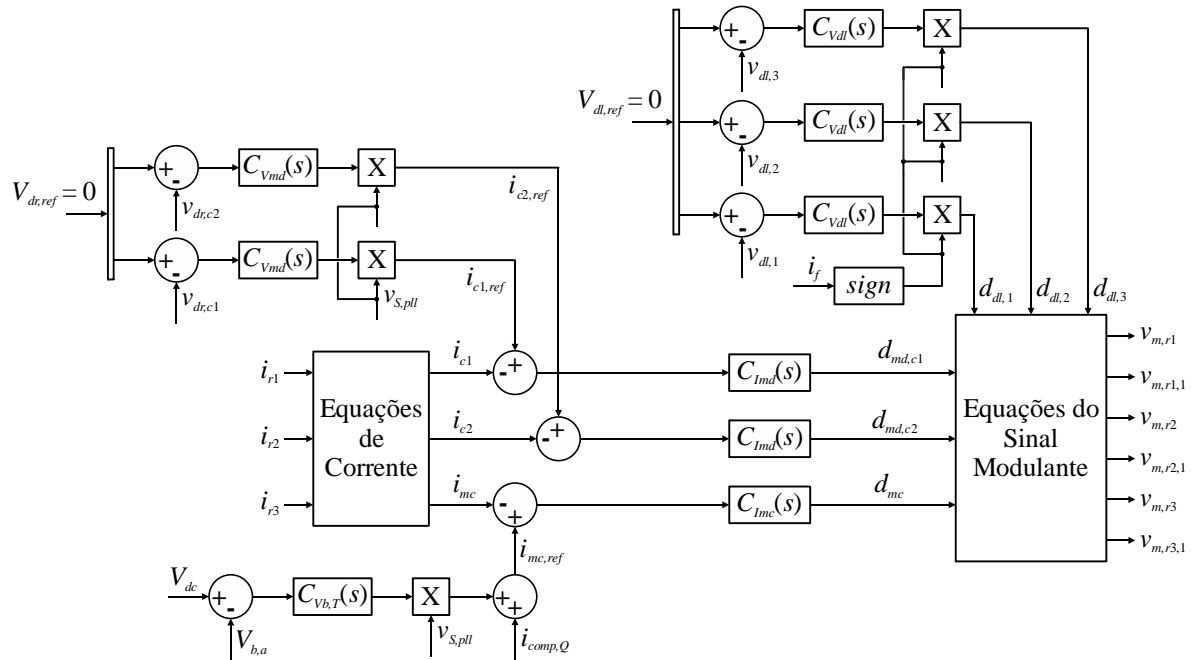 +
-
C_{Vdl}(s)
X
v_{dl,3}
V_{dl,ref} = 0
+
-
C_{Vdl}(s)
X
v_{dl,2}
+
-
C_{Vdl}(s)
X
v_{dl,1}
i_f
sign
d_{dl,1}
d_{dl,2}
d_{dl,3}
V_{dr,ref} = 0
+
-
C_{Vmd}(s)
X
i_{c2,ref}
v_{dr,c2}
+
-
C_{Vmd}(s)
X
i_{c1,ref}
v_{dr,c1}
v_{S,pll}
i_{r1}
i_{r2}
i_{r3}
Equações
de
Corrente
i_{c1}
-
+
C_{Imd}(s)
d_{md,c1}
i_{c2}
-
+
C_{Imd}(s)
d_{md,c2}
i_{mc}
-
+
C_{Imc}(s)
d_{mc}
i_{mc,ref}
Equações do
Sinal
Modulante
v_{m,r1}
v_{m,r1,1}
v_{m,r2}
v_{m,r2,1}
v_{m,r3}
v_{m,r3,1}
V_{dc}
+
-
C_{Vb,T}(s)
X
+
+
V_{b,a}
v_{S,pll}
i_{comp,Q}